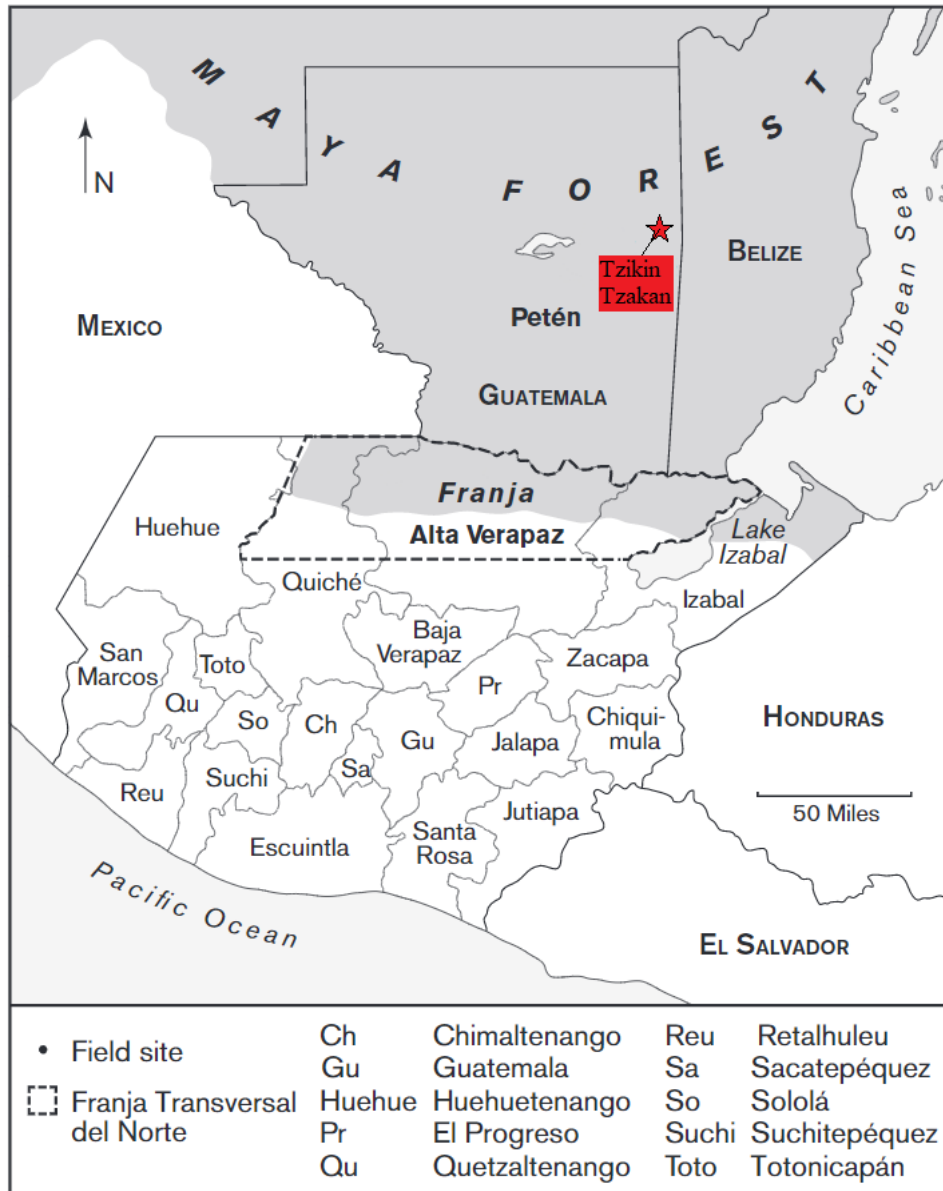 MAYA FOREST
N
Tzikin
Tzakan
BELIZE
Caribbean Sea
MEXICO
Petén
GUATEMALA
Franja
Alta Verapaz
Huehue
Lake
Izabal
Quiché
Izabal
Baja
Verapaz
San
Marcos
Toto
Zacapa
Pr
Qu
So
Ch
Gu
Jalapa
Chiqui-
mula
HONDURAS
Sa
Suchi
Reu
50 Miles
Jutiapa
Escuintla
Santa
Rosa
Pacific Ocean
EL SALVADOR
Field site
Franja Transversal
del Norte
Ch Chimaltenango
Gu Guatemala
Huehue Huehuetenango
Pr El Progreso
Qu Quetzaltenango
Reu Retalhuleu
Sa Sacatepéquez
So Sololá
Suchi Suchitepéquez
Toto Totonicapán